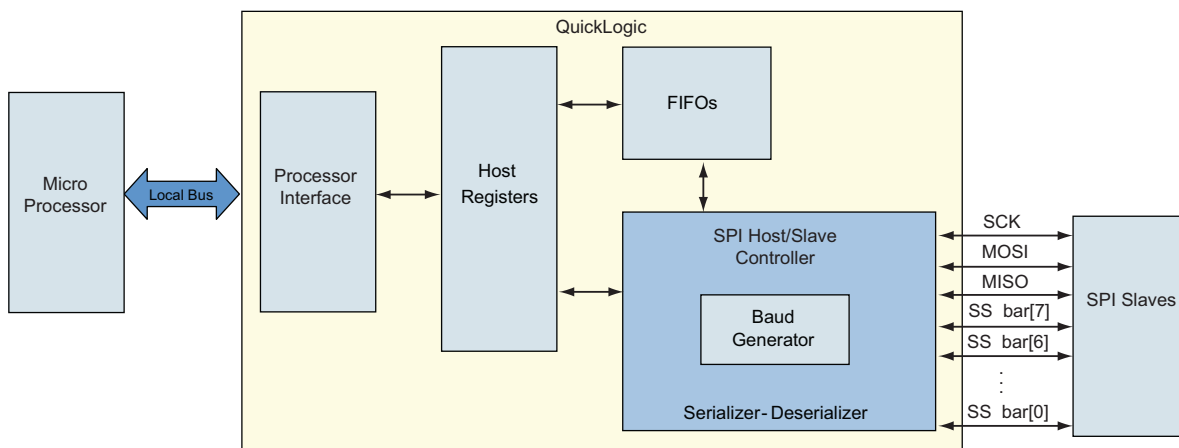 QuickLogic
Micro
Processor
Local Bus
Processor
Interface
Host
Registers
FIFOs
SPI Host/Slave
Controller
Baud
Generator
Serializer-Deserializer
SCK
MOSI
MISO
SS bar[7]
SS bar[6]
⋮
SS bar[0]
SPI Slaves